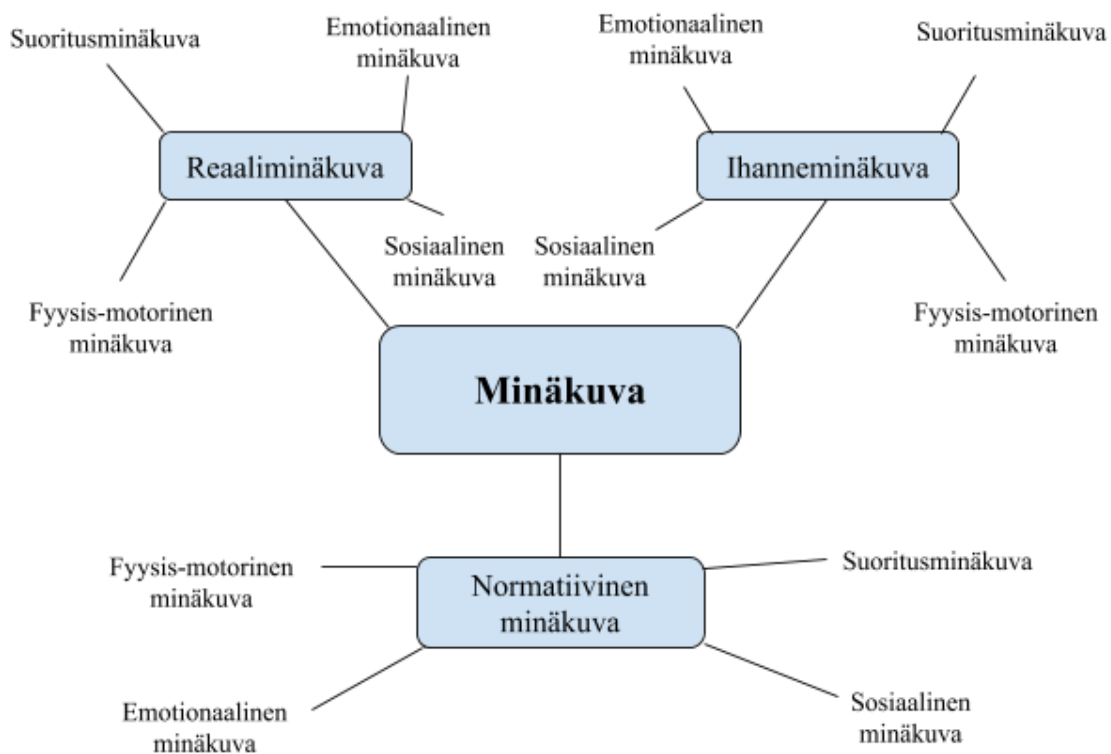 Suoritusminäkuva
Emotionaalinen
minäkuva
Emotionaalinen
minäkuva
Suoritusminäkuva
Reaaliminäkuva
Ihanneminäkuva
Sosiaalinen
minäkuva
Sosiaalinen
minäkuva
Fyysis-motorinen
minäkuva
Fyysis-motorinen
minäkuva
Minäkuva
Fyysis-motorinen
minäkuva
Normatiivinen
minäkuva
Suoritusminäkuva
Emotionaalinen
minäkuva
Sosiaalinen
minäkuva